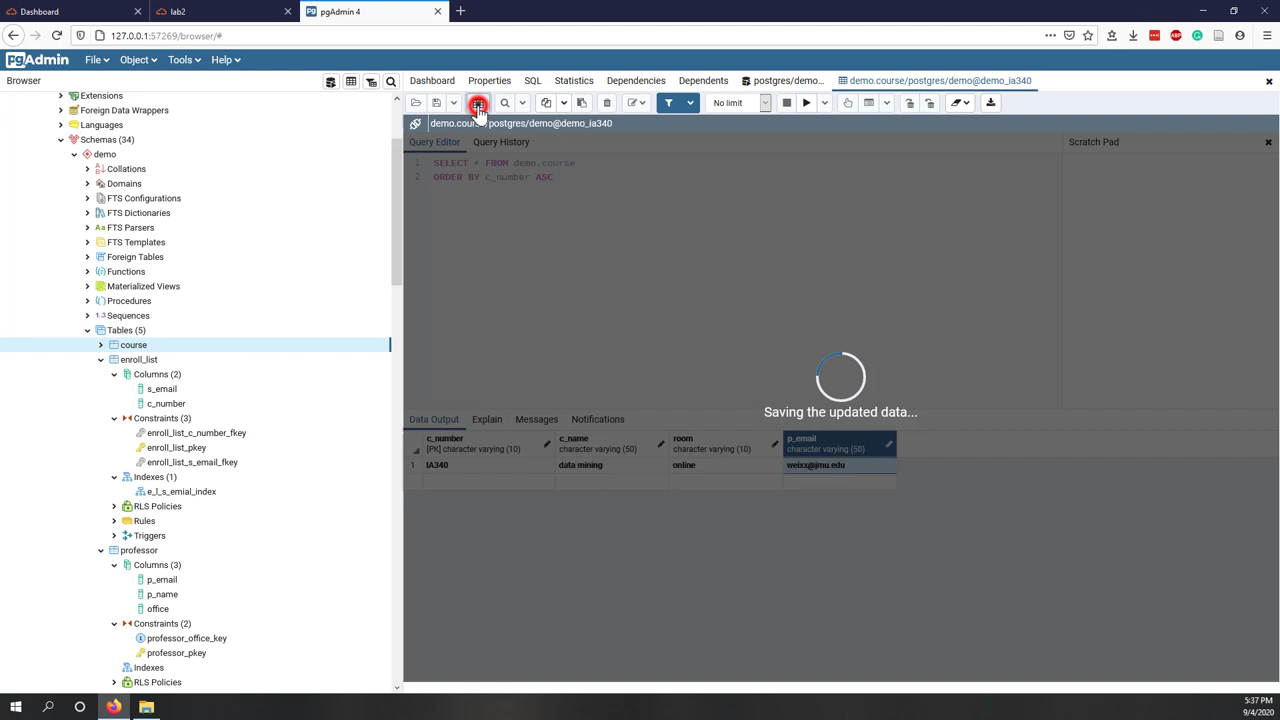 Dashboard
lab2
pgAdmin 4
127.0.0.1:57269/browser/#
pgAdmin File Object Tools Help
Browser
Dashboard Properties SQL Statistics Dependencies Dependents postgres/demo... demo.course/postgres/demo@demo_ia340
No limit
demo.course/postgres/demo@demo_ia340
Query Editor Query History
Scratch Pad
1 SELECT * FROM demo.course
2 ORDER BY c_number ASC
Extensions
Foreign Data Wrappers
Languages
Schemas (34)
demo
Collations
Domains
FTS Configurations
FTS Dictionaries
FTS Parsers
FTS Templates
Foreign Tables
Functions
Materialized Views
Procedures
1..3 Sequences
Tables (5)
course
enroll_list
Columns (2)
s_email
c_number
Constraints (3)
enroll_list_c_number_fkey
enroll_list_pkey
enroll_list_s_email_fkey
Indexes (1)
e_l_s_emial_index
RLS Policies
Rules
Triggers
professor
Columns (3)
p_email
p_name
office
Constraints (2)
professor_office_key
professor_pkey
Indexes
RLS Policies
Saving the updated data...
Data Output Explain Messages Notifications
c_number c_name room p_email
[PK] character varying (10) character varying (50) character varying (10) character varying (50)
1 IA340 data mining online weixx@jmu.edu
5:37 PM
9/4/2020